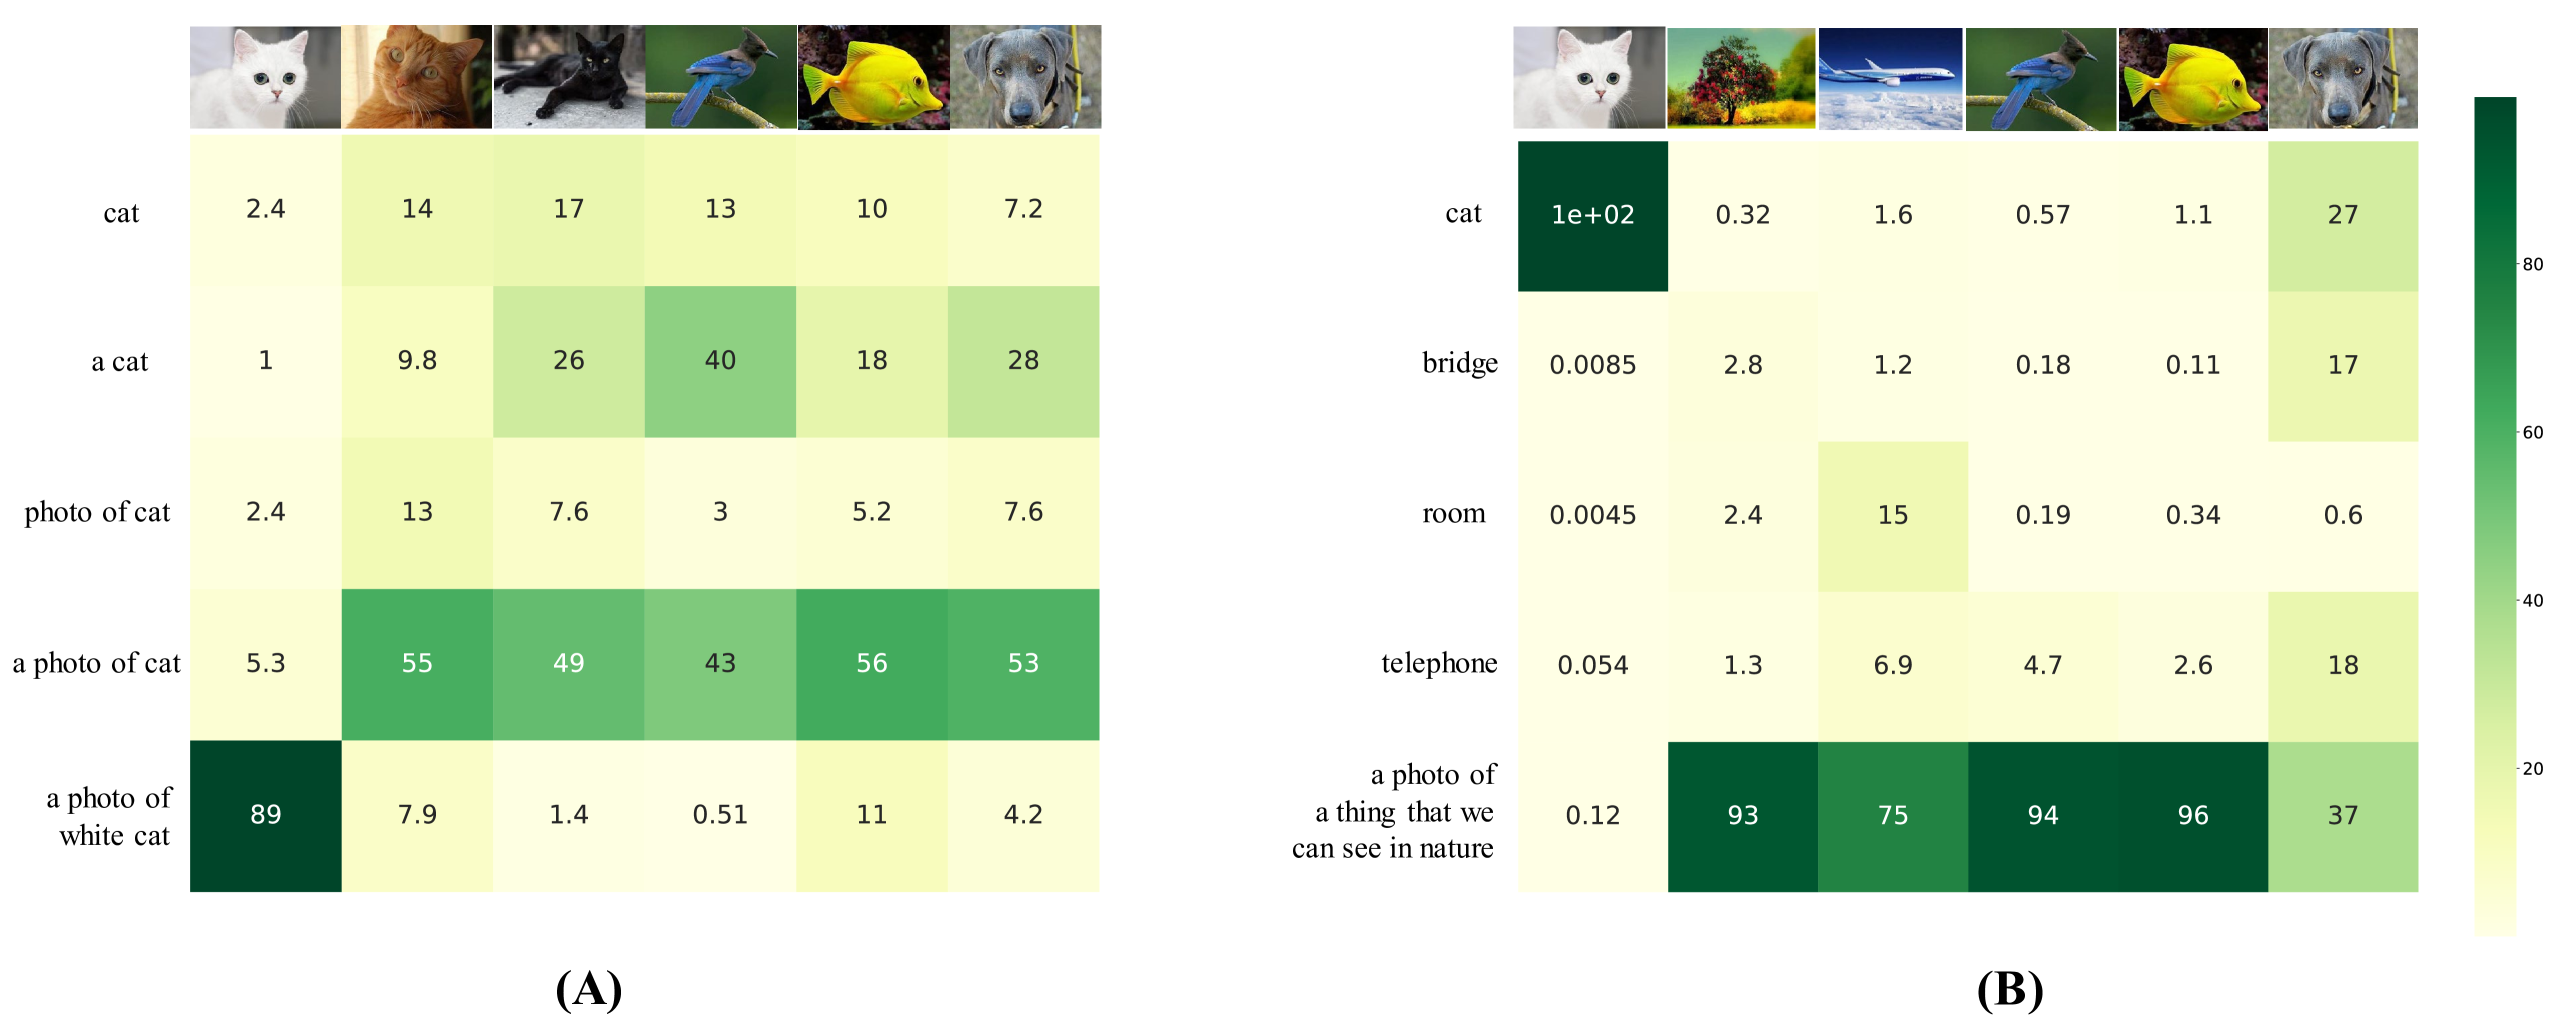 cat 2.4 14 17 13 10 7.2
a cat 1 9.8 26 40 18 28
photo of cat 2.4 13 7.6 3 5.2 7.6
a photo of cat 5.3 55 49 43 56 53
a photo of
white cat
89 7.9 1.4 0.51 11 4.2
(A)
cat 1e+02 0.32 1.6 0.57 1.1 27
bridge 0.0085 2.8 1.2 0.18 0.11 17
room 0.0045 2.4 15 0.19 0.34 0.6
telephone 0.054 1.3 6.9 4.7 2.6 18
a photo of
a thing that we
can see in nature
0.12 93 75 94 96 37
80
60
40
20
(B)